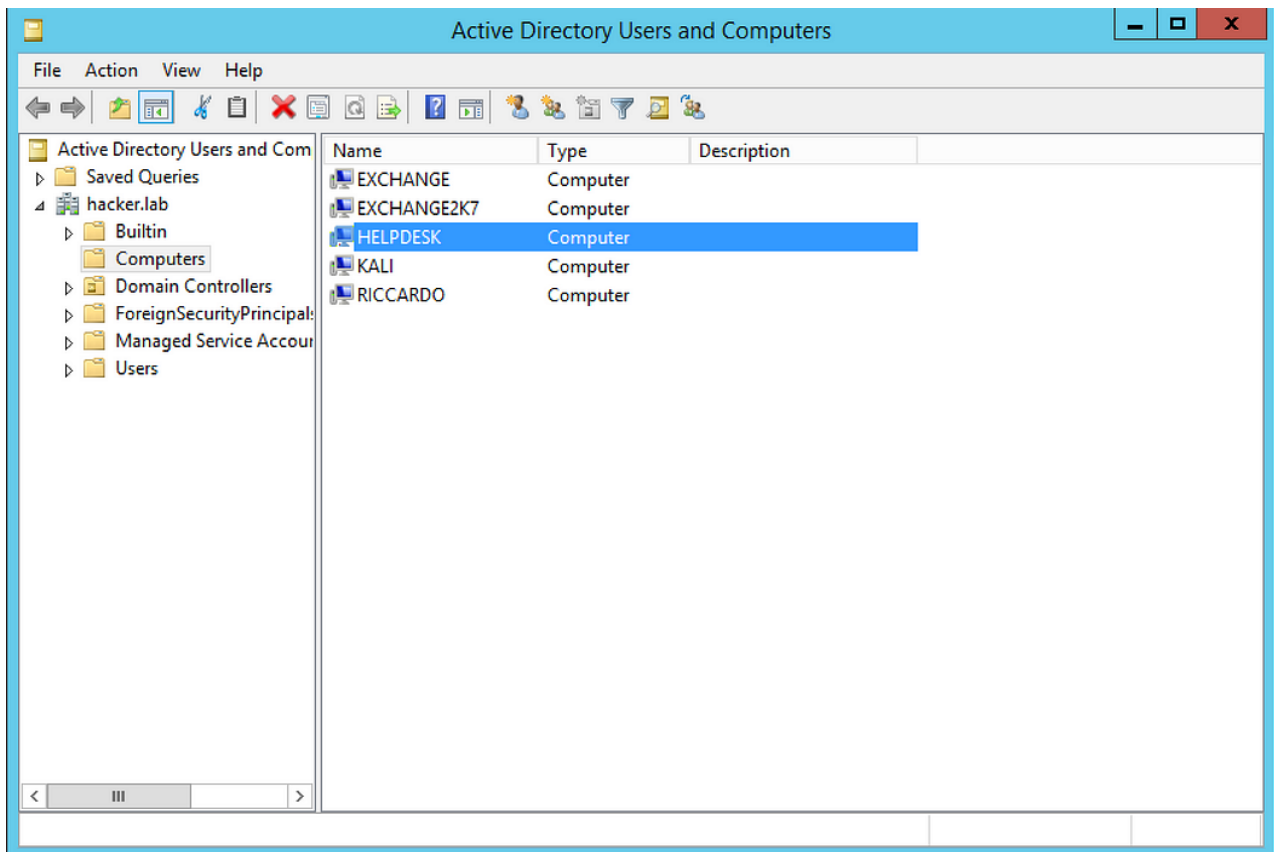 Active Directory Users and Computers
File Action View Help
Active Directory Users and Com
Saved Queries
hacker.lab
Builtin
Computers
Domain Controllers
ForeignSecurityPrincipals
Managed Service Accour
Users
Name Type Description
EXCHANGE Computer
EXCHANGE2K7 Computer
HELPDESK Computer
KALI Computer
RICCARDO Computer